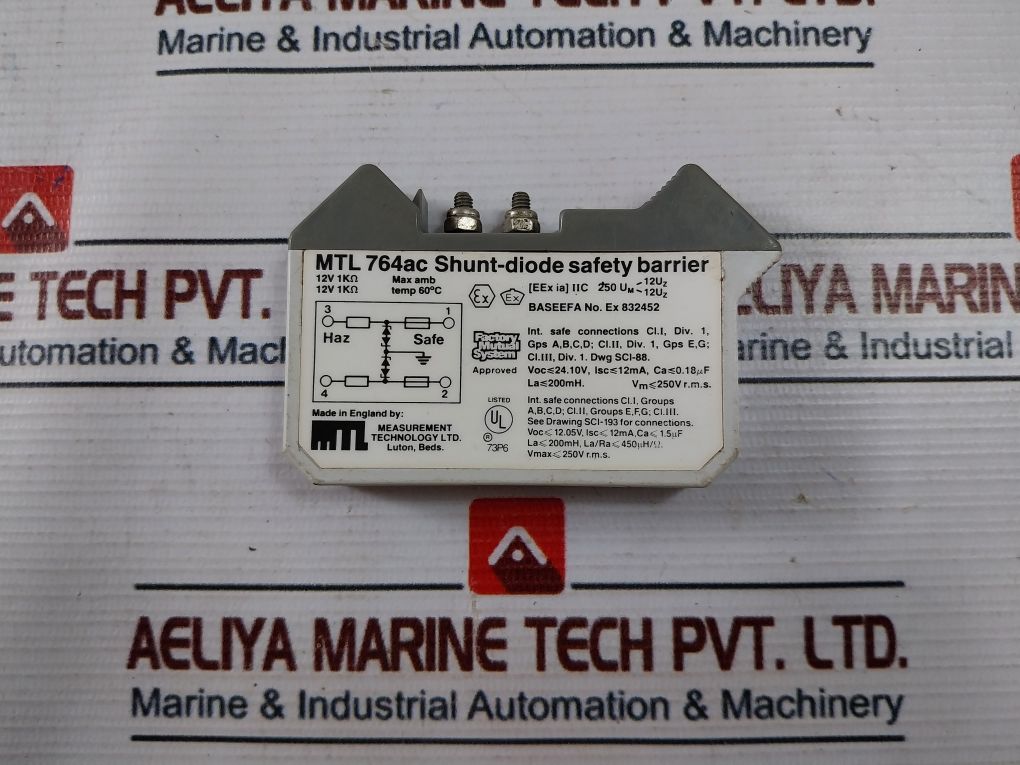 AELIYA MARINE TECH PVT. LTD.
Marine & Industrial Automation & Machinery
TECH PVT.
utomation & Macl
ELIYA MARIN
rine & Industrial
MTL 764ac Shunt-diode safety barrier
12V 1KΩ
12V 1KΩ
Max amb
temp 60°C
Ex
Ex
[EEx ia] IIC 250 UM < 12Uz
12Uz
BASEEFA No. Ex 832452
3 1
Haz Safe
4 2
Factory
Mutual
System
Approved
Int. safe connections Cl.I, Div. 1,
Gps A,B,C,D; Cl.II, Div. 1, Gps E,G;
Cl.III, Div. 1. Dwg SCI-88.
Voc≤24.10V, Isc≤12mA, Ca≤0.18µF
La≤200mH. Vm≤250V r.m.s.
Made in England by:
MTL
MEASUREMENT
TECHNOLOGY LTD.
Luton, Beds.
LISTED
UL
®
73P6
Int. safe connections Cl.I, Groups
A,B,C,D; Cl.II, Groups E,F,G; Cl.III.
See Drawing SCI-193 for connections.
Voc≤12.05V, Isc≤12mA, Ca≤1.5µF
La≤200mH, La/Ra≤450µH/Ω.
Vmax≤250V r.m.s.
AELIYA MARINE TECH PVT. LTD.
Marine & Industrial Automation & Machinery